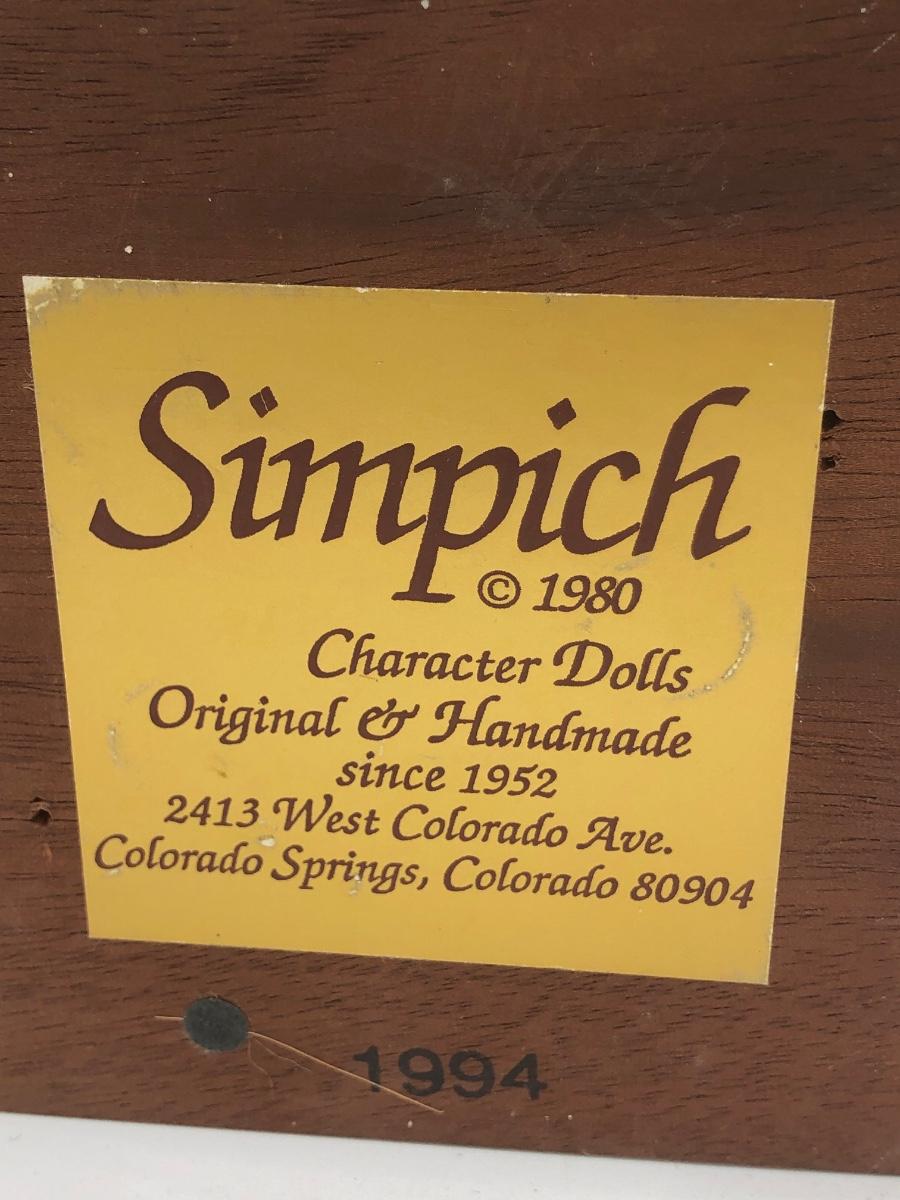 Simpich
© 1980
Character Dolls
Original & Handmade
since 1952
2413 West Colorado Ave.
Colorado Springs, Colorado 80904
1994